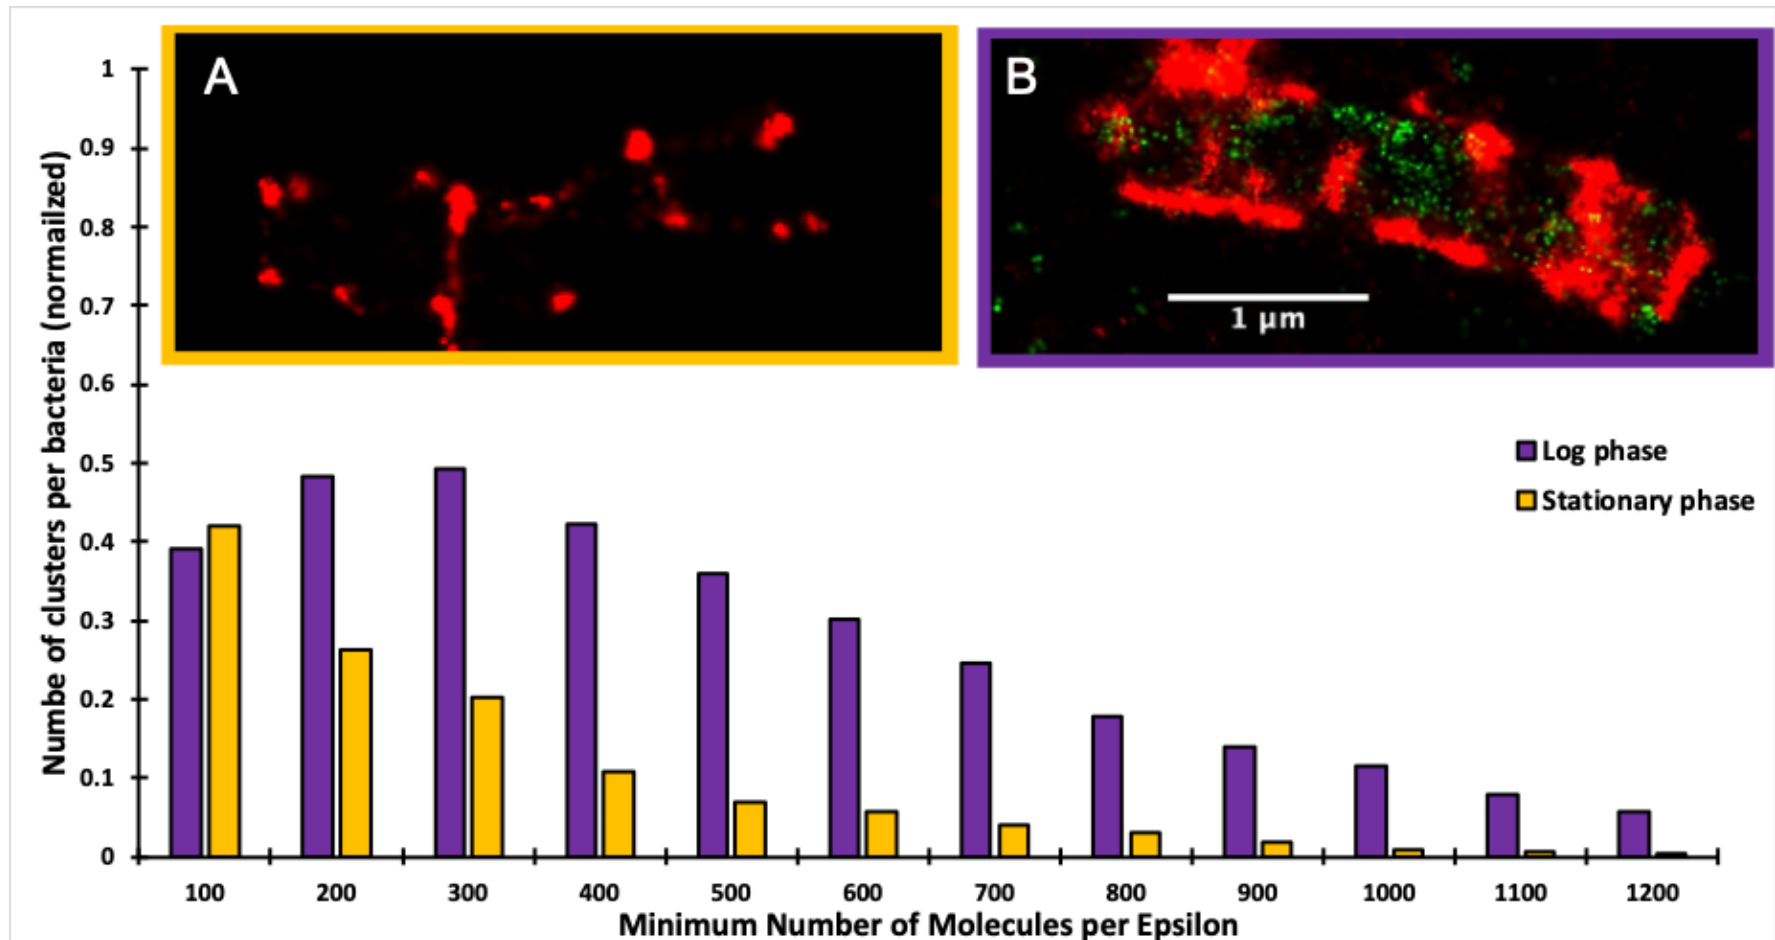 A
B
1 µm
1
0.9
0.8
0.7
0.6
0.5
0.4
0.3
0.2
0.1
0
Numbe of clusters per bacteria (normailzed)
Log phase
Stationary phase
100 200 300 400 500 600 700 800 900 1000 1100 1200
Minimum Number of Molecules per Epsilon